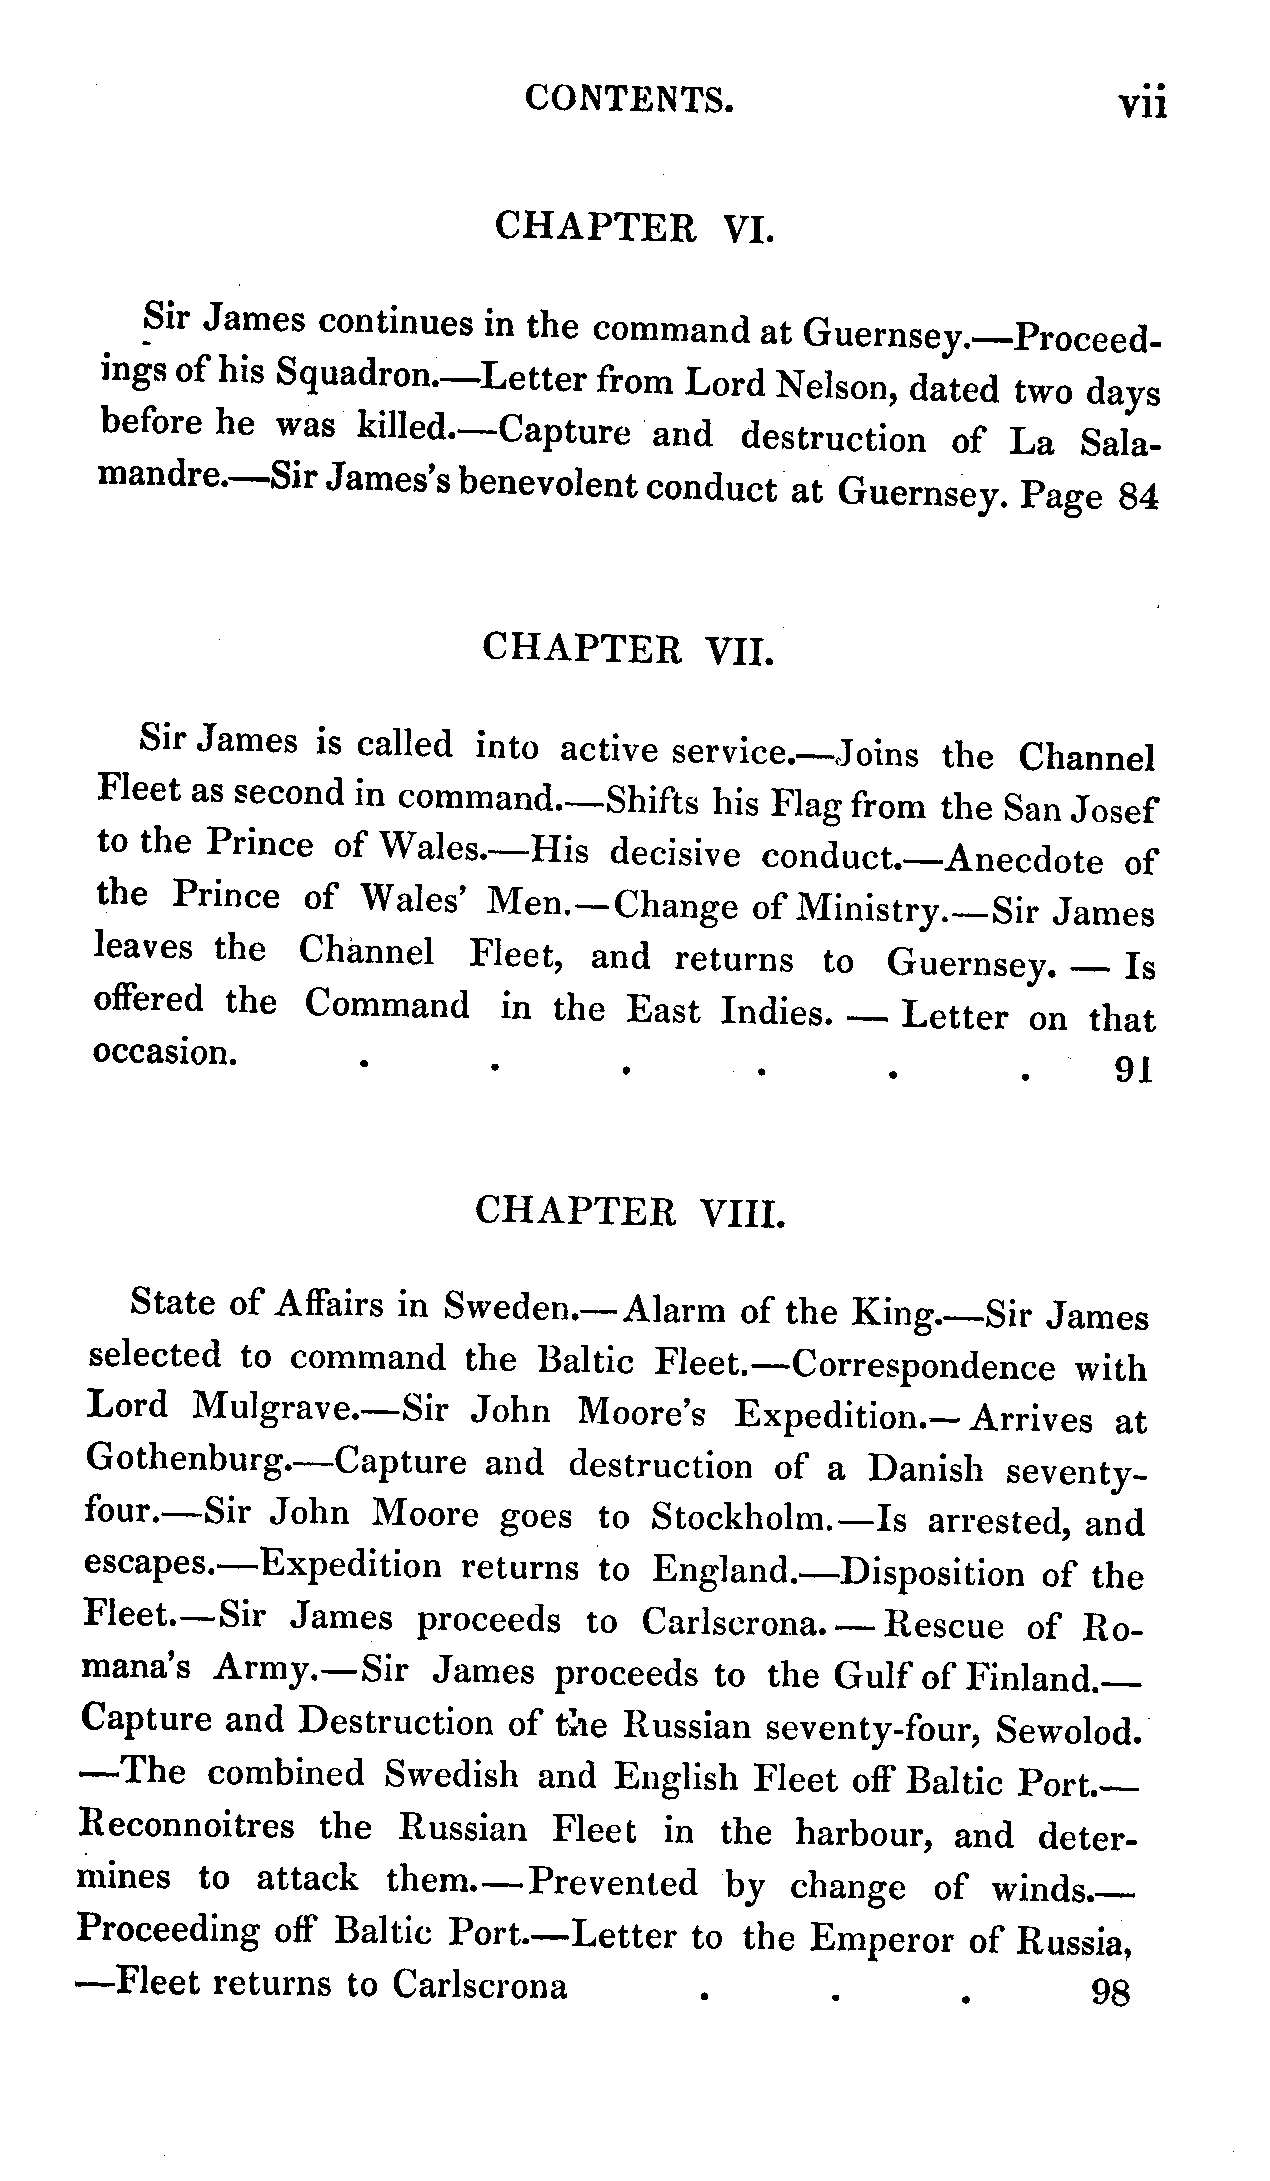 CONTENTS. vii
CHAPTER VI.
Sir James continues in the command at Guernsey.—Proceed-
ings of his Squadron.—Letter from Lord Nelson, dated two days
before he was killed.—Capture and destruction of La Sala-
mandre.—Sir James's benevolent conduct at Guernsey. Page 84
CHAPTER VII.
Sir James is called into active service.—Joins the Channel
Fleet as second in command.—Shifts his Flag from the San Josef
to the Prince of Wales.—His decisive conduct.—Anecdote of
the Prince of Wales' Men.—Change of Ministry.—Sir James
leaves the Channel Fleet, and returns to Guernsey. — Is
offered the Command in the East Indies. — Letter on that
occasion. . . . . . . 91
CHAPTER VIII.
State of Affairs in Sweden.—Alarm of the King.—Sir James
selected to command the Baltic Fleet.—Correspondence with
Lord Mulgrave.—Sir John Moore's Expedition.—Arrives at
Gothenburg.—Capture and destruction of a Danish seventy-
four.—Sir John Moore goes to Stockholm.—Is arrested, and
escapes.—Expedition returns to England.—Disposition of the
Fleet.—Sir James proceeds to Carlscrona.—Rescue of Ro-
mana's Army.—Sir James proceeds to the Gulf of Finland.—
Capture and Destruction of the Russian seventy-four, Sewolod.
—The combined Swedish and English Fleet off Baltic Port.—
Reconnoitres the Russian Fleet in the harbour, and deter-
mines to attack them.—Prevented by change of winds.—
Proceeding off Baltic Port.—Letter to the Emperor of Russia,
—Fleet returns to Carlscrona . . . 98